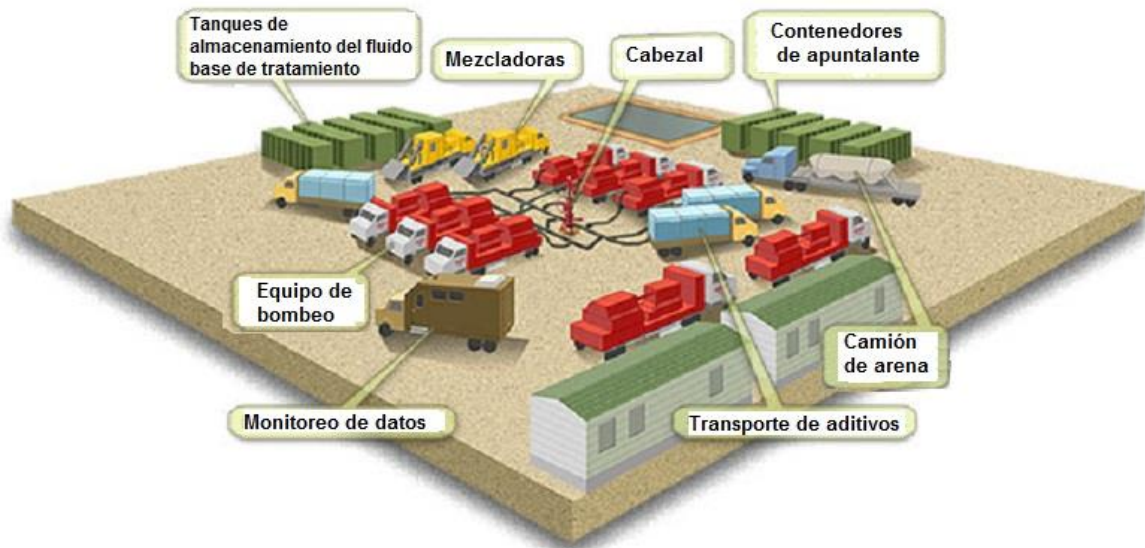 Tanques de
almacenamiento del fluido
base de tratamiento
Mezcladoras
Cabezal
Contenedores
de apuntalante
Equipo de
bombeo
Monitoreo de datos
Camión
de arena
Transporte de aditivos